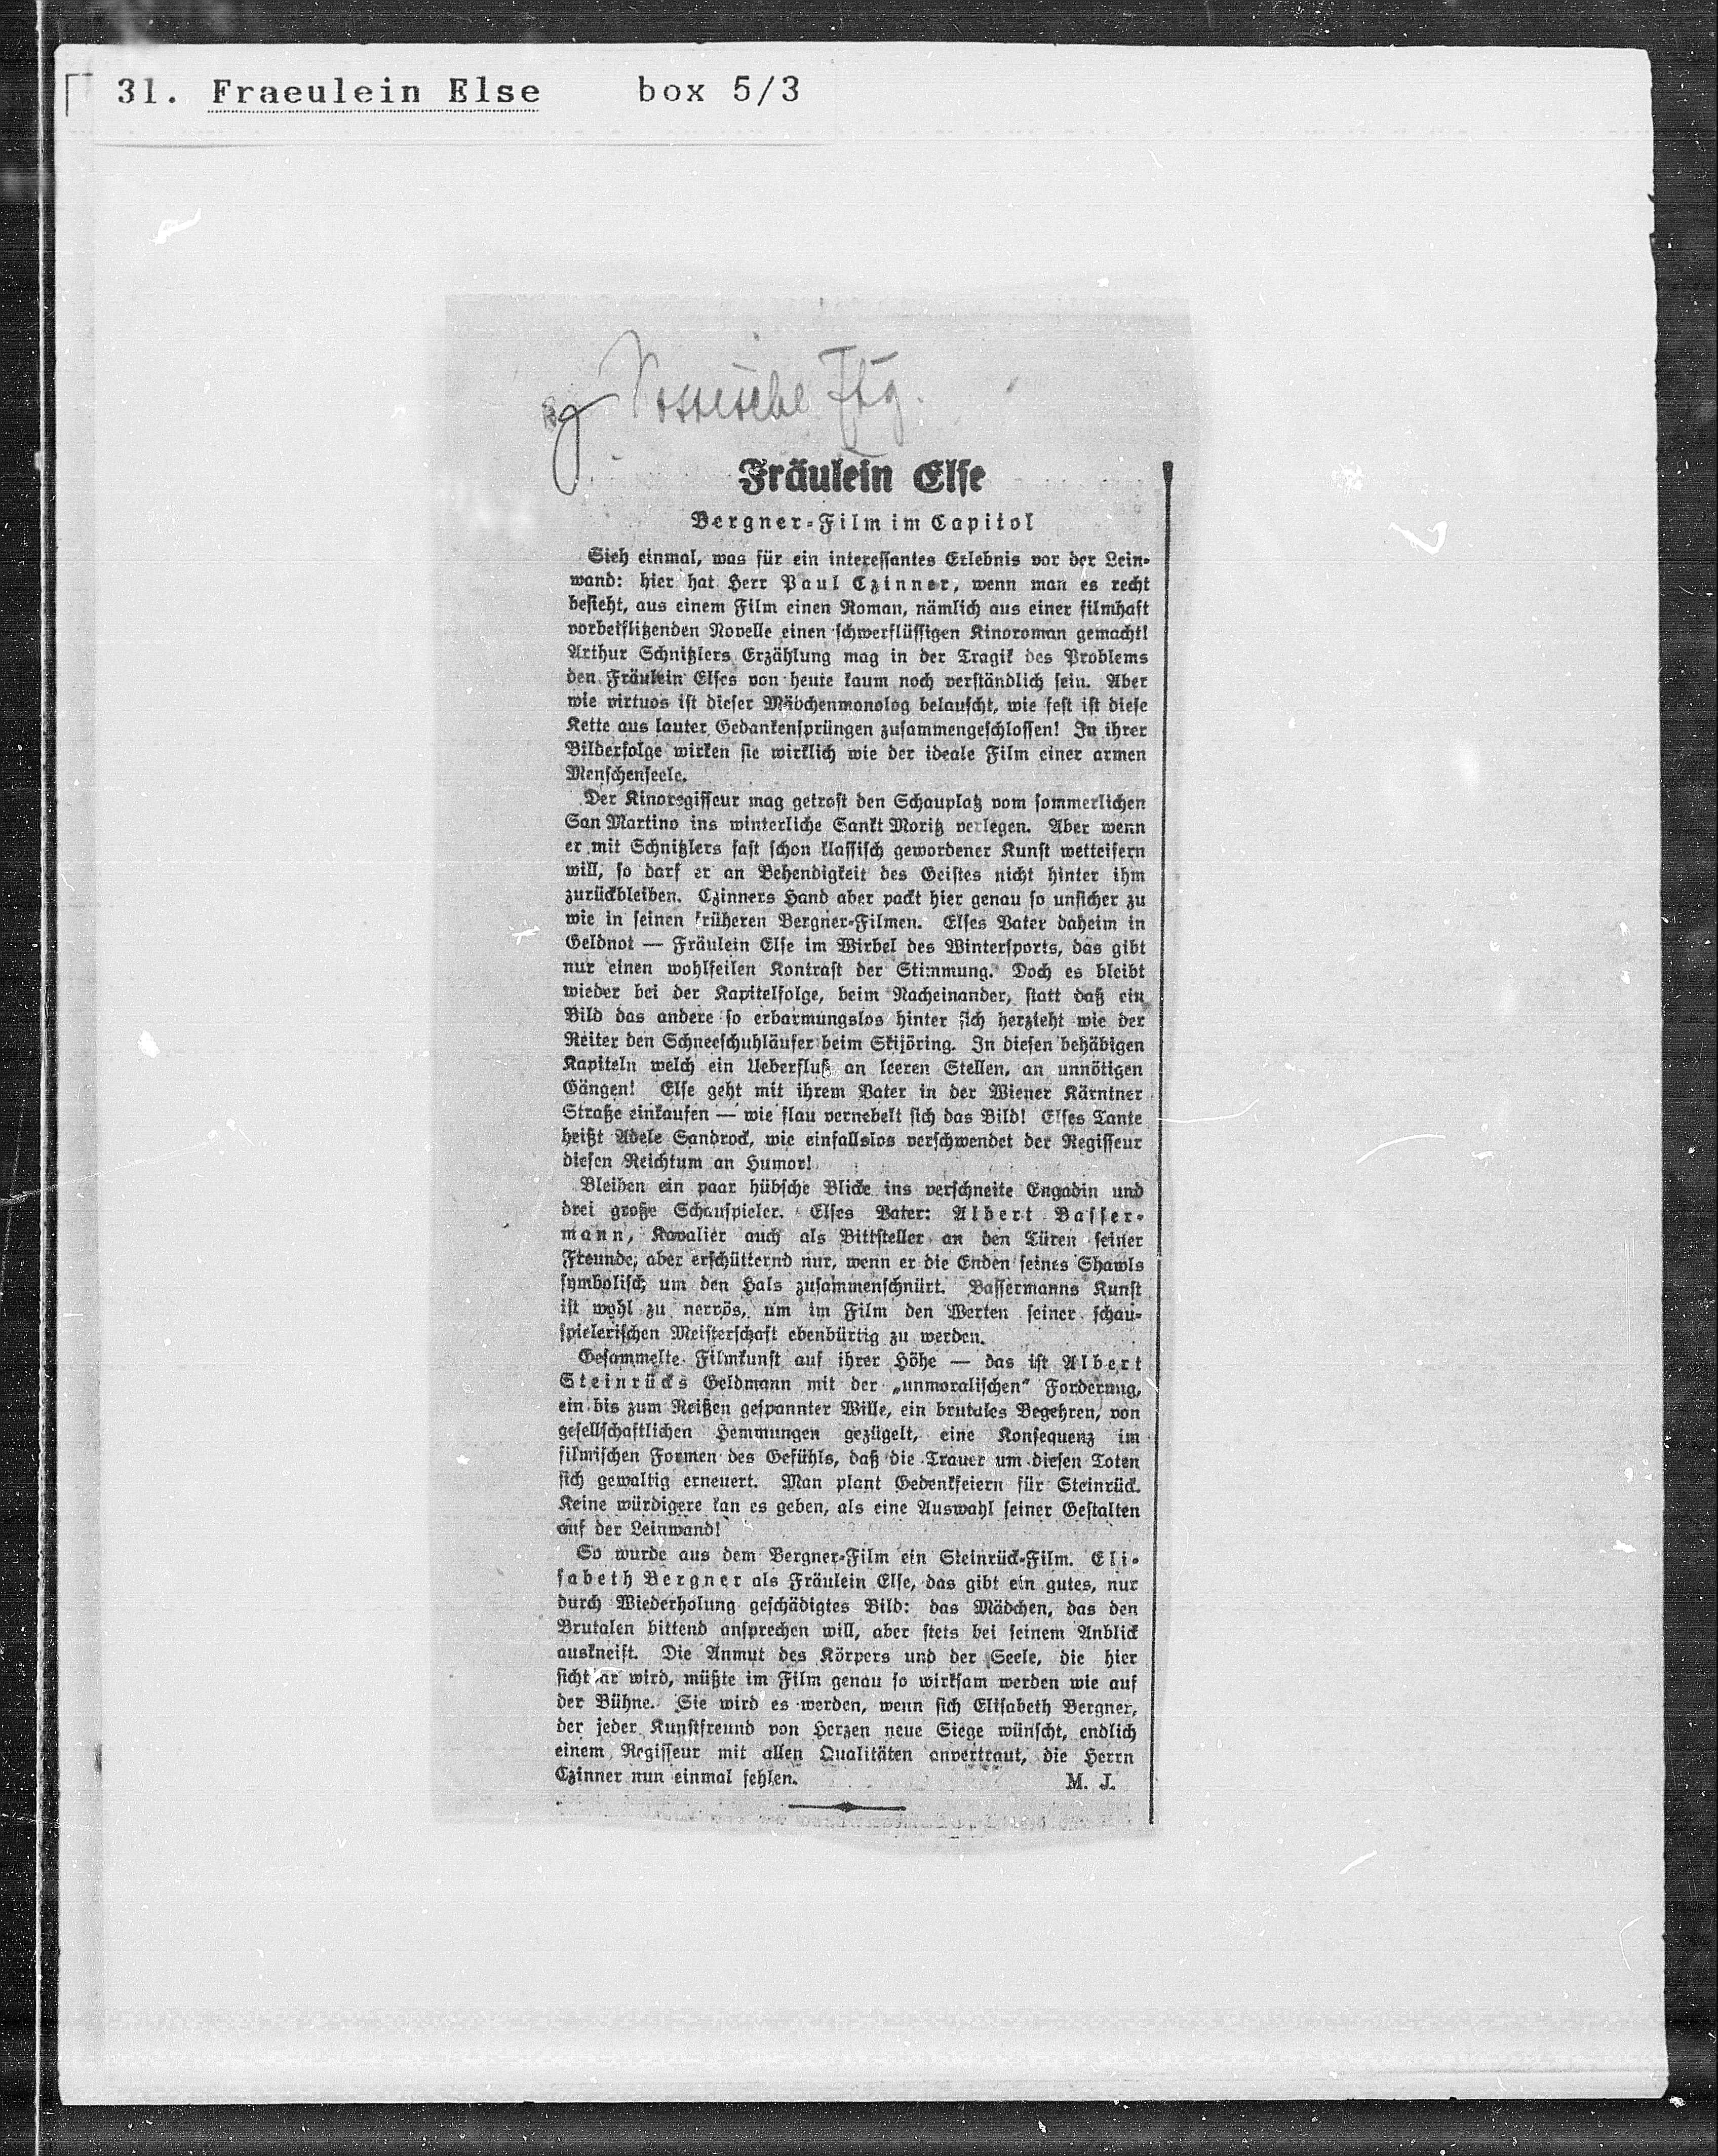 31. Fraeulein Else box 5/3
Vossische Ztg.
Fräulein Else
Bergner-Film im Capitol
Sieh einmal, was für ein interessantes Erlebnis vor der Lein-
wand: hier hat Herr Paul Czinner, wenn man es recht
besieht, aus einem Film einen Roman, nämlich aus einer filmhaft
vorbeiflitzenden Novelle einen schwerflüssigen Kinoroman gemacht!
Arthur Schnitzlers Erzählung mag in der Tragik des Problems
den Fräulein Elses von heute kaum noch verständlich sein. Aber
wie virtuos ist dieser Mädchenmonolog belauscht, wie fest ist diese
Kette aus lauter Gedankensprüngen zusammengeschlossen! In ihrer
Bilderfolge wirken sie wirklich wie der ideale Film einer armen
Menschenseele.
Der Kinoregisseur mag getrost den Schauplatz vom sommerlichen
San Martino ins winterliche Sankt Moritz verlegen. Aber wenn
er mit Schnitzlers fast schon klassisch gewordener Kunst wetteifern
will, so darf er an Behendigkeit des Geistes nicht hinter ihm
zurückbleiben. Czinners Hand aber packt hier genau so unsicher zu
wie in seinen früheren Bergner-Filmen. Elses Vater daheim in
Geldnot — Fräulein Else im Wirbel des Wintersports, das gibt
nur einen wohlfeilen Kontrast der Stimmung. Doch es bleibt
wieder bei der Kapitelfolge, beim Nacheinander, statt daß ein
Bild das andere so erbarmungslos hinter sich herzieht wie der
Reiter den Schneeschuhläufer beim Skijöring. In diesen behäbigen
Kapiteln welch ein Ueberfluß an leeren Stellen, an unnötigen
Gängen! Else geht mit ihrem Vater in der Wiener Kärntner
Straße einkaufen — wie flau vernebelt sich das Bild! Elses Tante
heißt Adele Sandrock, wie einfallslos verschwendet der Regisseur
diesen Reichtum an Humor!
Bleiben ein paar hübsche Blicke ins verschneite Engadin und
drei große Schauspieler. Elses Vater: Albert Basser-
mann, Kavalier auch als Bittsteller an den Türen seiner
Freunde, aber erschütternd nur, wenn er die Enden seines Shawls
symbolisch um den Hals zusammenschnürt. Bassermanns Kunst
ist wohl zu nervös, um im Film den Werten seiner schau-
spielerischen Meisterschaft ebenbürtig zu werden.
Gesammelte Filmkunst auf ihrer Höhe — das ist Albert
Steinrücks Geldmann mit der „unmoralischen“ Forderung,
ein bis zum Reißen gespannter Wille, ein brutales Begehren, von
gesellschaftlichen Hemmungen gezügelt, eine Konsequenz im
filmischen Formen des Gefühls, daß die Trauer um diesen Toten
sich gewaltig erneuert. Man plant Gedenkfeiern für Steinrück.
Keine würdigere kan es geben, als eine Auswahl seiner Gestalten
auf der Leinwand!
So wurde aus dem Bergner-Film ein Steinrück-Film. Eli-
sabeth Bergner als Fräulein Else, das gibt ein gutes, nur
durch Wiederholung geschädigtes Bild: das Mädchen, das den
Brutalen bittend ansprechen will, aber stets bei seinem Anblick
auskneift. Die Anmut des Körpers und der Seele, die hier
sichtbar wird, müßte im Film genau so wirksam werden wie auf
der Bühne. Sie wird es werden, wenn sich Elisabeth Bergner,
der jeder Kunstfreund von Herzen neue Siege wünscht, endlich
einem Regisseur mit allen Qualitäten anvertraut, die Herrn
Czinner nun einmal fehlen. M. J.